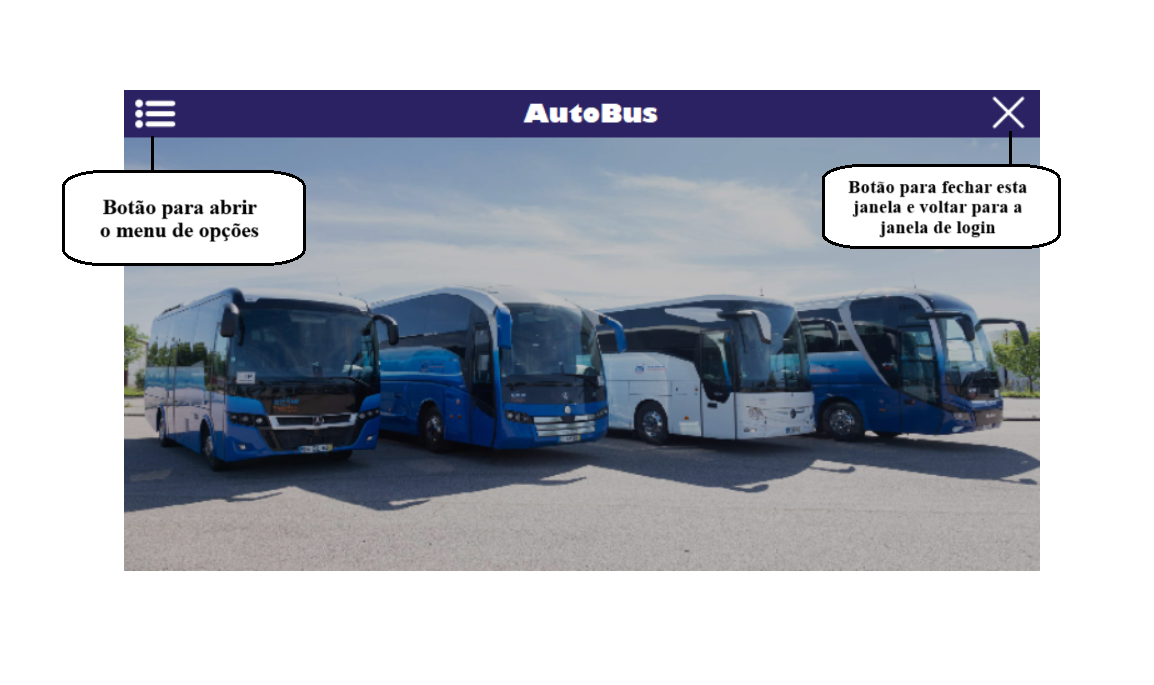 AutoBus
Botão para abrir
o menu de opções
Botão para fechar esta
janela e voltar para a
janela de login